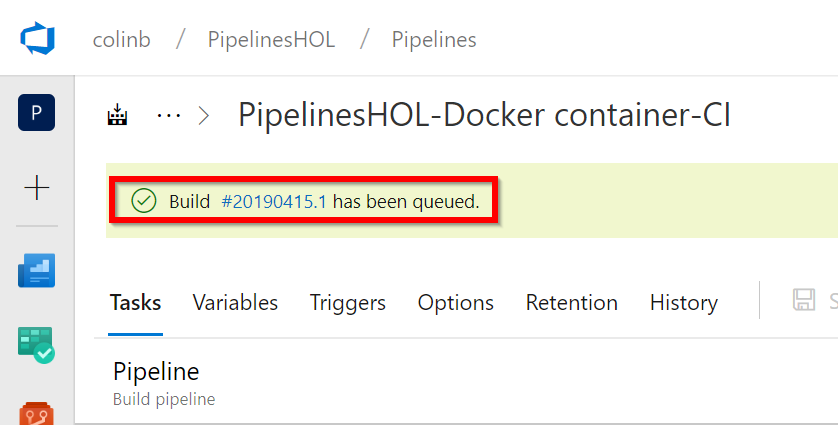 colinb / PipelinesHOL / Pipelines
P
··· > PipelinesHOL-Docker container-CI
Build #20190415.1 has been queued.
Tasks Variables Triggers Options Retention History S
Pipeline
Build pipeline